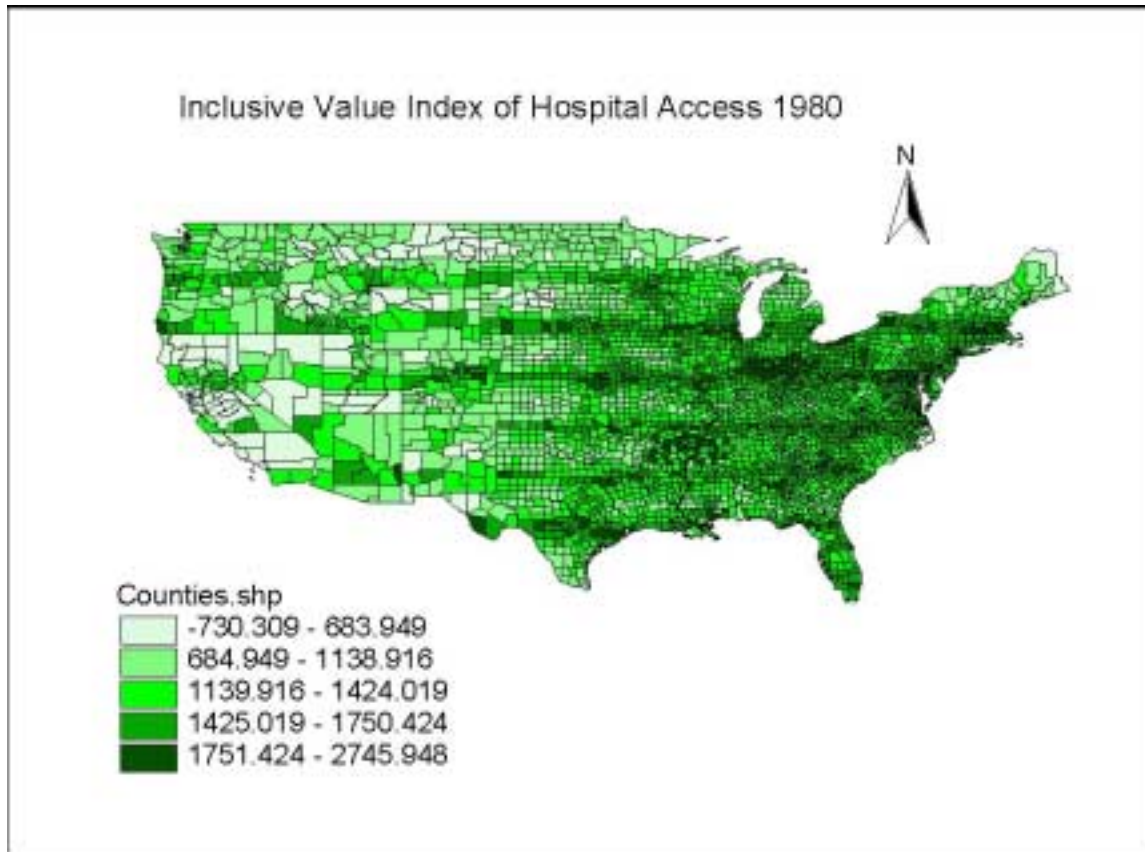 Inclusive Value Index of Hospital Access 1980
N
Counties.shp
-730.309 - 683.949
684.949 - 1138.916
1139.916 - 1424.019
1425.019 - 1750.424
1751.424 - 2745.948